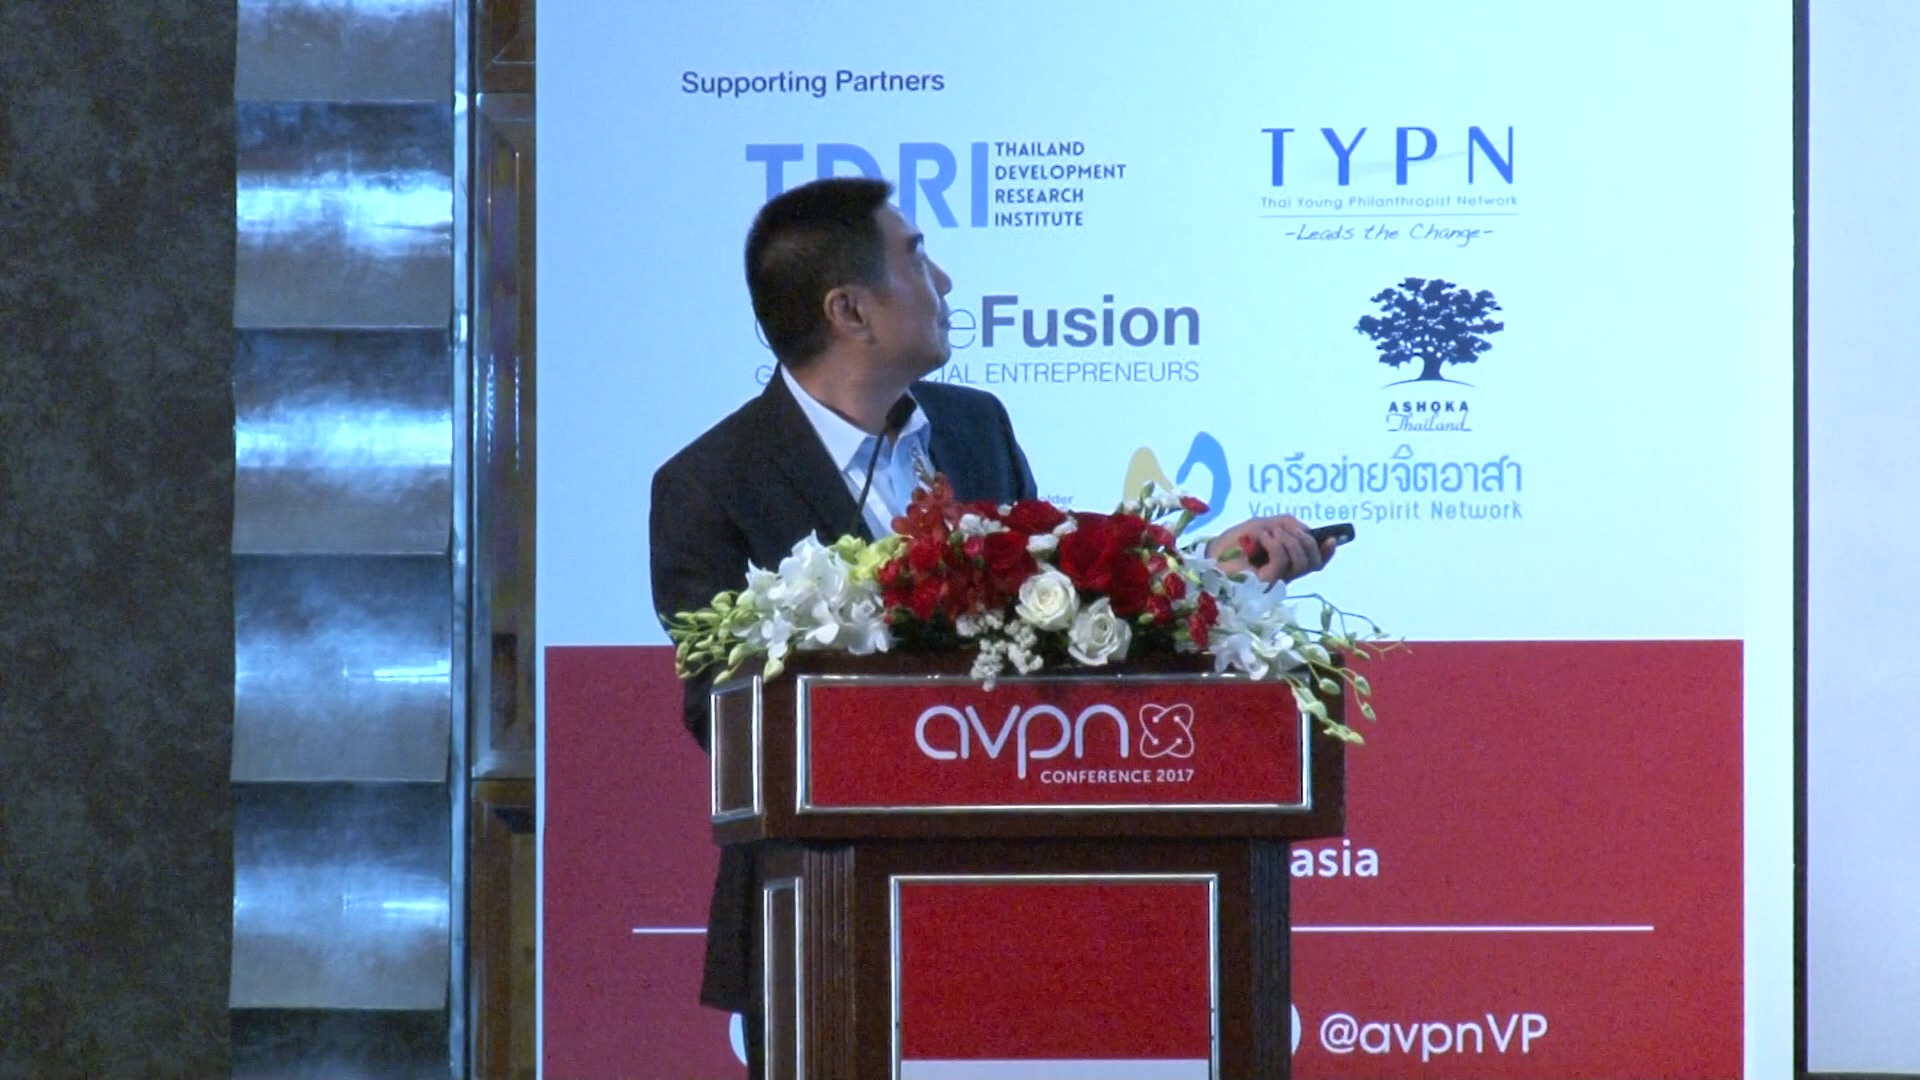 Supporting Partners
TDRI
THAILAND
DEVELOPMENT
RESEARCH
INSTITUTE
TYPN
Thai Young Philanthropist Network
-Leads the Change-
eFusion
ENTREPRENEURS
ASHOKA
Thailand
เครือข่ายจิตอาสา
VolunteerSpirit Network
avpn
CONFERENCE 2017
asia
@avpnVP